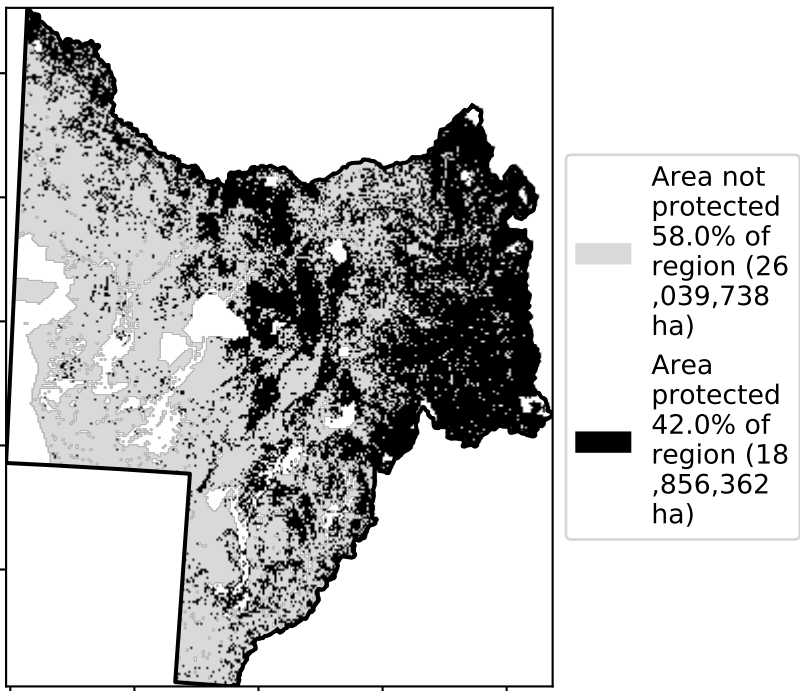 Area not
protected
58.0% of
region (26
,039,738
ha)
Area
protected
42.0% of
region (18
,856,362
ha)